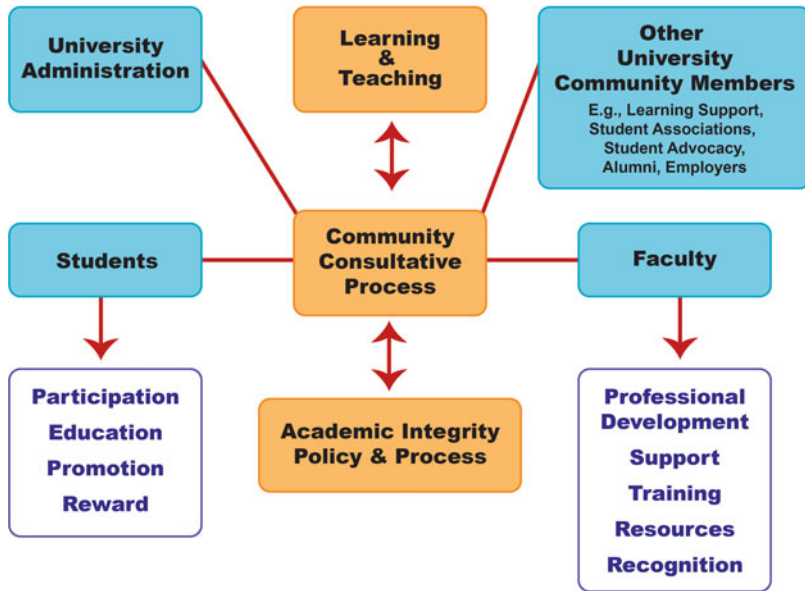 University
Administration
Learning
&
Teaching
Other
University
Community Members
E.g., Learning Support,
Student Associations,
Student Advocacy,
Alumni, Employers
Students
Community
Consultative
Process
Faculty
Participation
Education
Promotion
Reward
Academic Integrity
Policy & Process
Professional
Development
Support
Training
Resources
Recognition